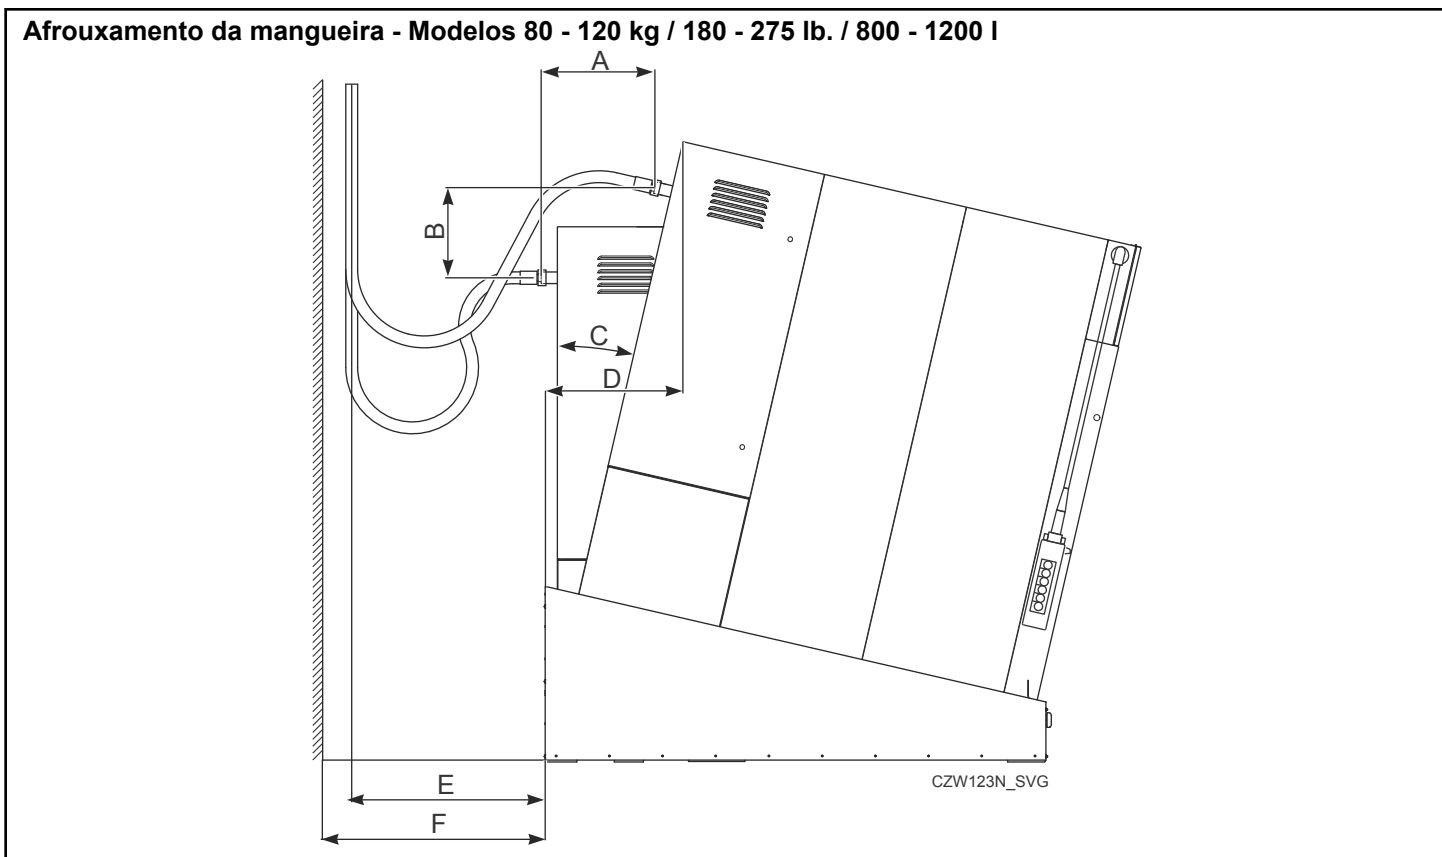 Afrouxamento da mangueira - Modelos 80 - 120 kg / 180 - 275 lb. / 800 - 1200 l
A
B
C
D
CZW123N_SVG
E
F